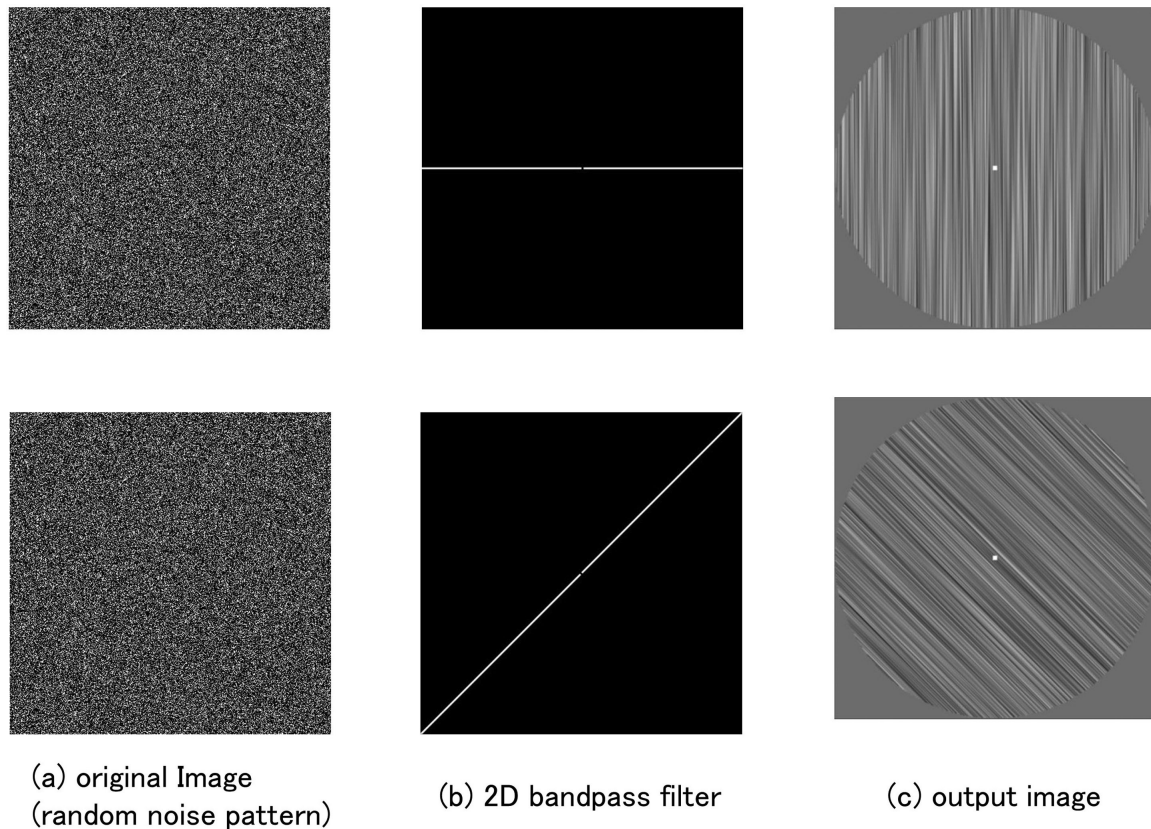 (a) original Image
(random noise pattern)
(b) 2D bandpass filter
(c) output image